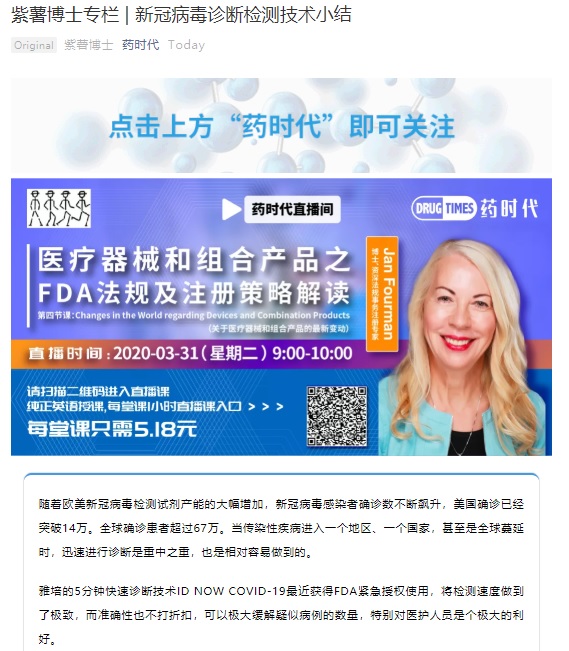 紫薯博士专栏 | 新冠病毒诊断检测技术小结
Original 紫薯博士 药时代 Today
点击上方“药时代”即可关注
药时代直播间
DRUG TIMES 药时代
医疗器械和组合产品之
FDA法规及注册策略解读
第四节课:Changes in the World regarding Devices and Combination Products
(关于医疗器械和组合产品的最新变动)
Jan Fourman
博士、资深法规事务注册专家
直播时间:2020-03-31(星期二) 9:00-10:00
请扫描二维码进入直播课
纯正英语授课,每堂课1小时直播课入口 > > >
每堂课只需5.18元
随着欧美新冠病毒检测试剂产能的大幅增加，新冠病毒感染者确诊数不断飙升，美国确诊已经
突破14万。全球确诊患者超过67万。当传染性疾病进入一个地区、一个国家，甚至是全球蔓延
时，迅速进行诊断是重中之重，也是相对容易做到的。
雅培的5分钟快速诊断技术ID NOW COVID-19最近获得FDA紧急授权使用，将检测速度做到
了极致，而准确性也不打折扣，可以极大缓解疑似病例的数量，特别对医护人员是个极大的利
好。